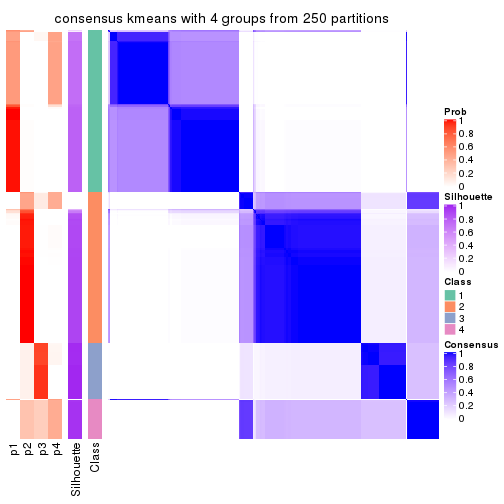 consensus kmeans with 4 groups from 250 partitions
Prob
1
0.8
0.6
0.4
0.2
0
Silhouette
1
0.8
0.6
0.4
0.2
0
Class
1
2
3
4
Consensus
1
0.8
0.6
0.4
0.2
0
p1
p2
p3
p4
Silhouette
Class